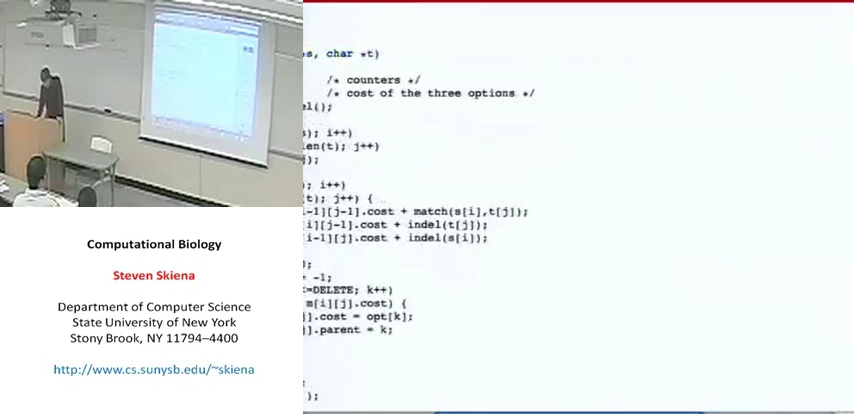 Computational Biology
Steven Skiena
Department of Computer Science
State University of New York
Stony Brook, NY 11794–4400
http://www.cs.sunysb.edu/~skiena
s, char *t)
/* counters */
/* cost of the three options */
el();
); i++)
en(t); j++)
);
; i++)
t); j++) {
i-1][j-1].cost + match(s[i],t[j]);
i][j-1].cost + indel(t[j]);
i-1][j].cost + indel(s[i]);
;
-1;
=DELETE; k++)
m[i][j].cost) {
j].cost = opt[k];
j].parent = k;
;
);